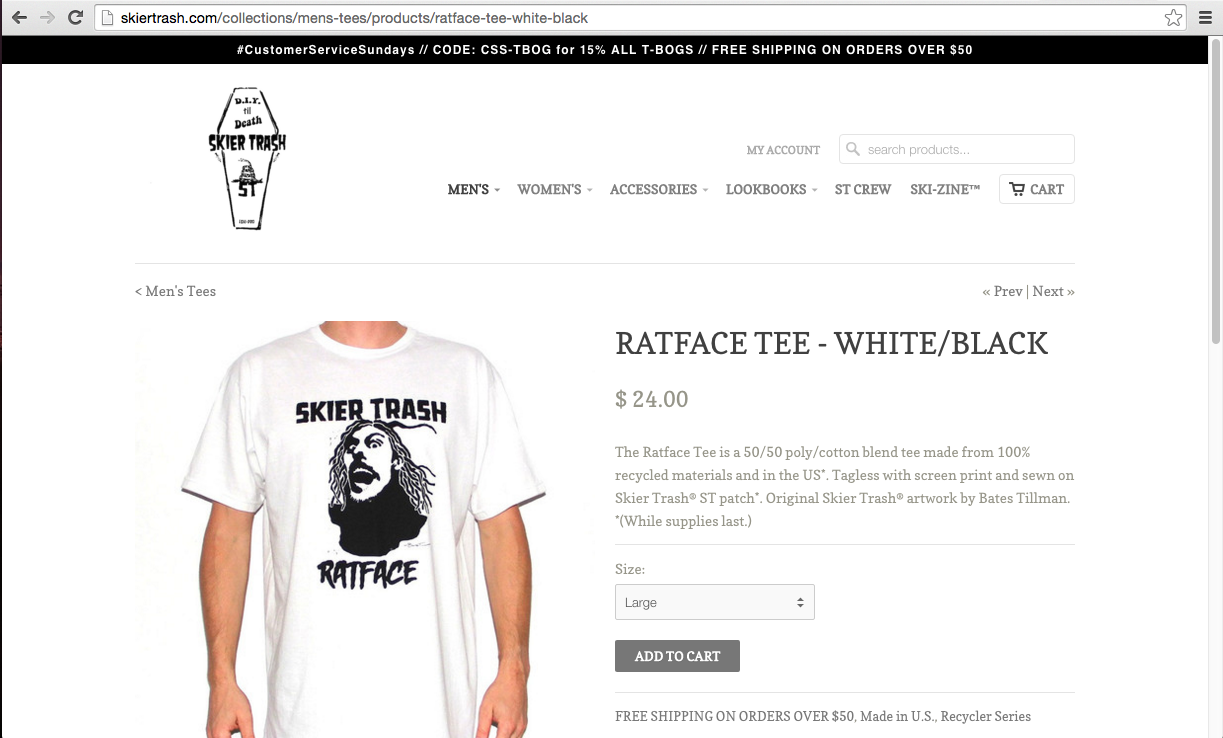 skiertrash.com/collections/mens-tees/products/ratface-tee-white-black
#CustomerServiceSundays // CODE: CSS-TBOG for 15% ALL T-BOGS // FREE SHIPPING ON ORDERS OVER $50
D.I.Y.
til
Death
SKIER TRASH
ST
MY ACCOUNT
search products...
MEN'S
WOMEN'S
ACCESSORIES
LOOKBOOKS
ST CREW
SKI-ZINE™
CART
< Men's Tees
« Prev | Next »
SKIER TRASH
RATFACE
RATFACE TEE - WHITE/BLACK
$ 24.00
The Ratface Tee is a 50/50 poly/cotton blend tee made from 100%
recycled materials and in the US*. Tagless with screen print and sewn on
Skier Trash® ST patch*. Original Skier Trash® artwork by Bates Tillman.
*(While supplies last.)
Size:
Large
ADD TO CART
FREE SHIPPING ON ORDERS OVER $50, Made in U.S., Recycler Series